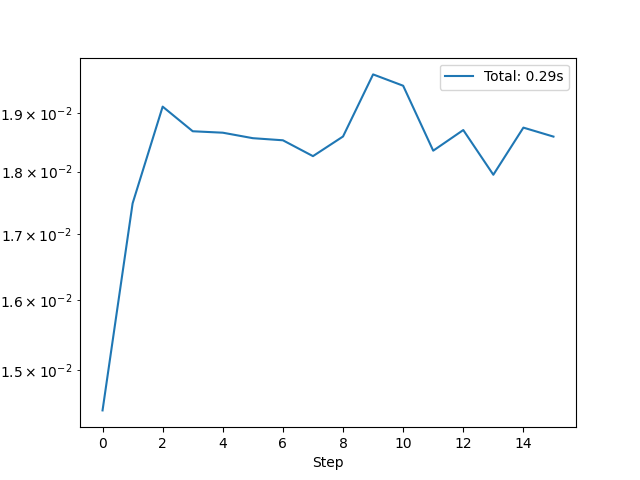 Total: 0.29s
1.9 × 10⁻²
1.8 × 10⁻²
1.7 × 10⁻²
1.6 × 10⁻²
1.5 × 10⁻²
0 2 4 6 8 10 12 14
Step